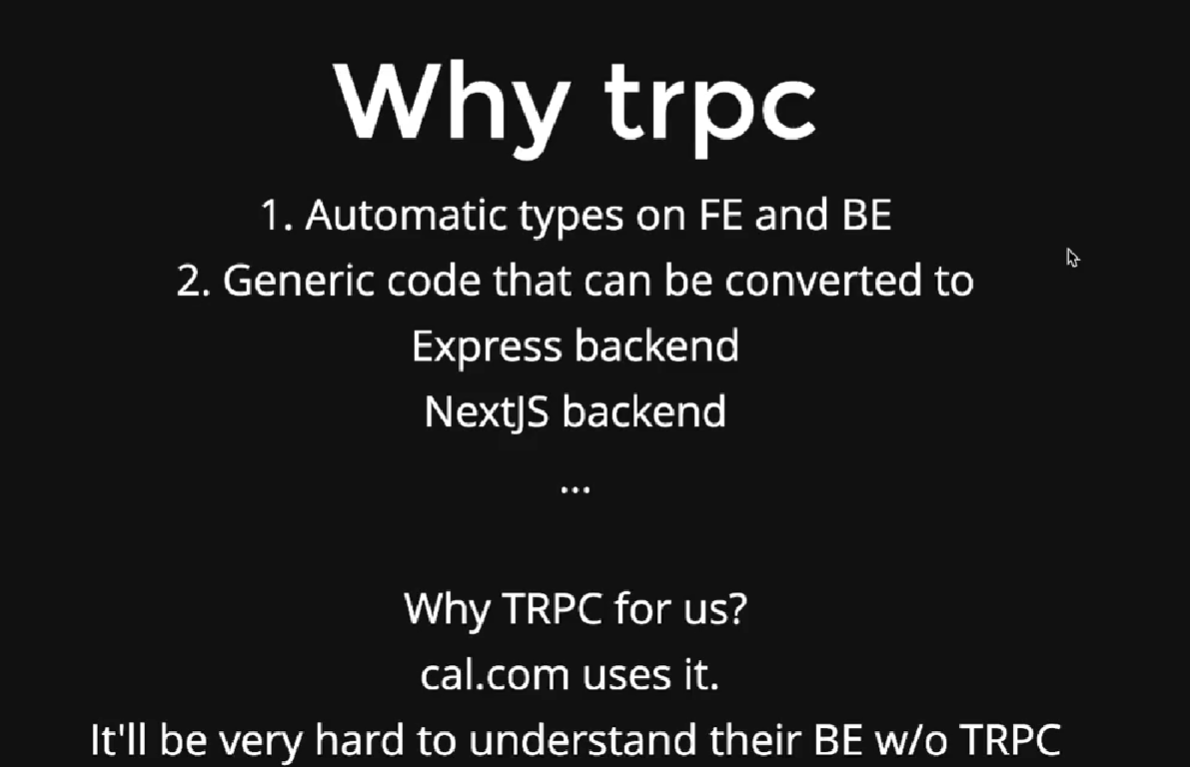 Why trpc
1. Automatic types on FE and BE
2. Generic code that can be converted to
Express backend
NextJS backend
...
Why TRPC for us?
cal.com uses it.
It'll be very hard to understand their BE w/o TRPC